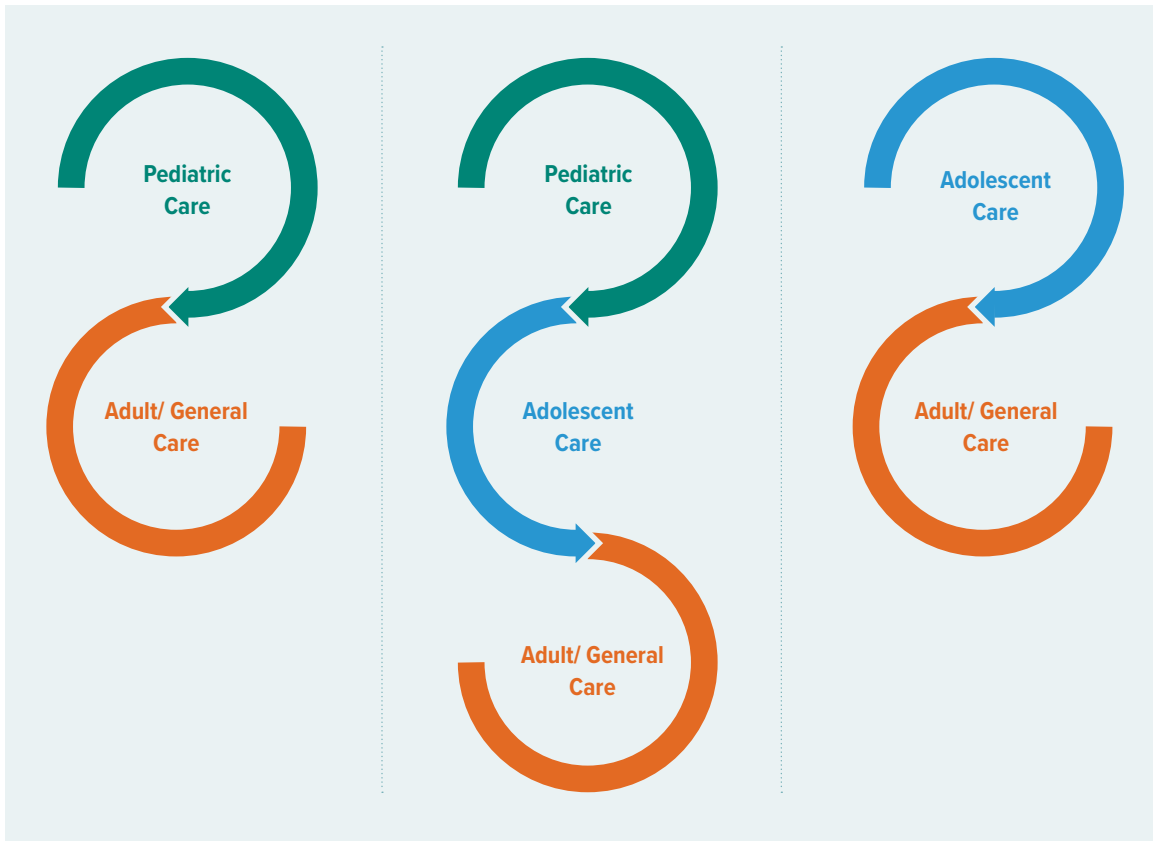 Pediatric
Care
Adult/ General
Care
Pediatric
Care
Adolescent
Care
Adult/ General
Care
Adolescent
Care
Adult/ General
Care